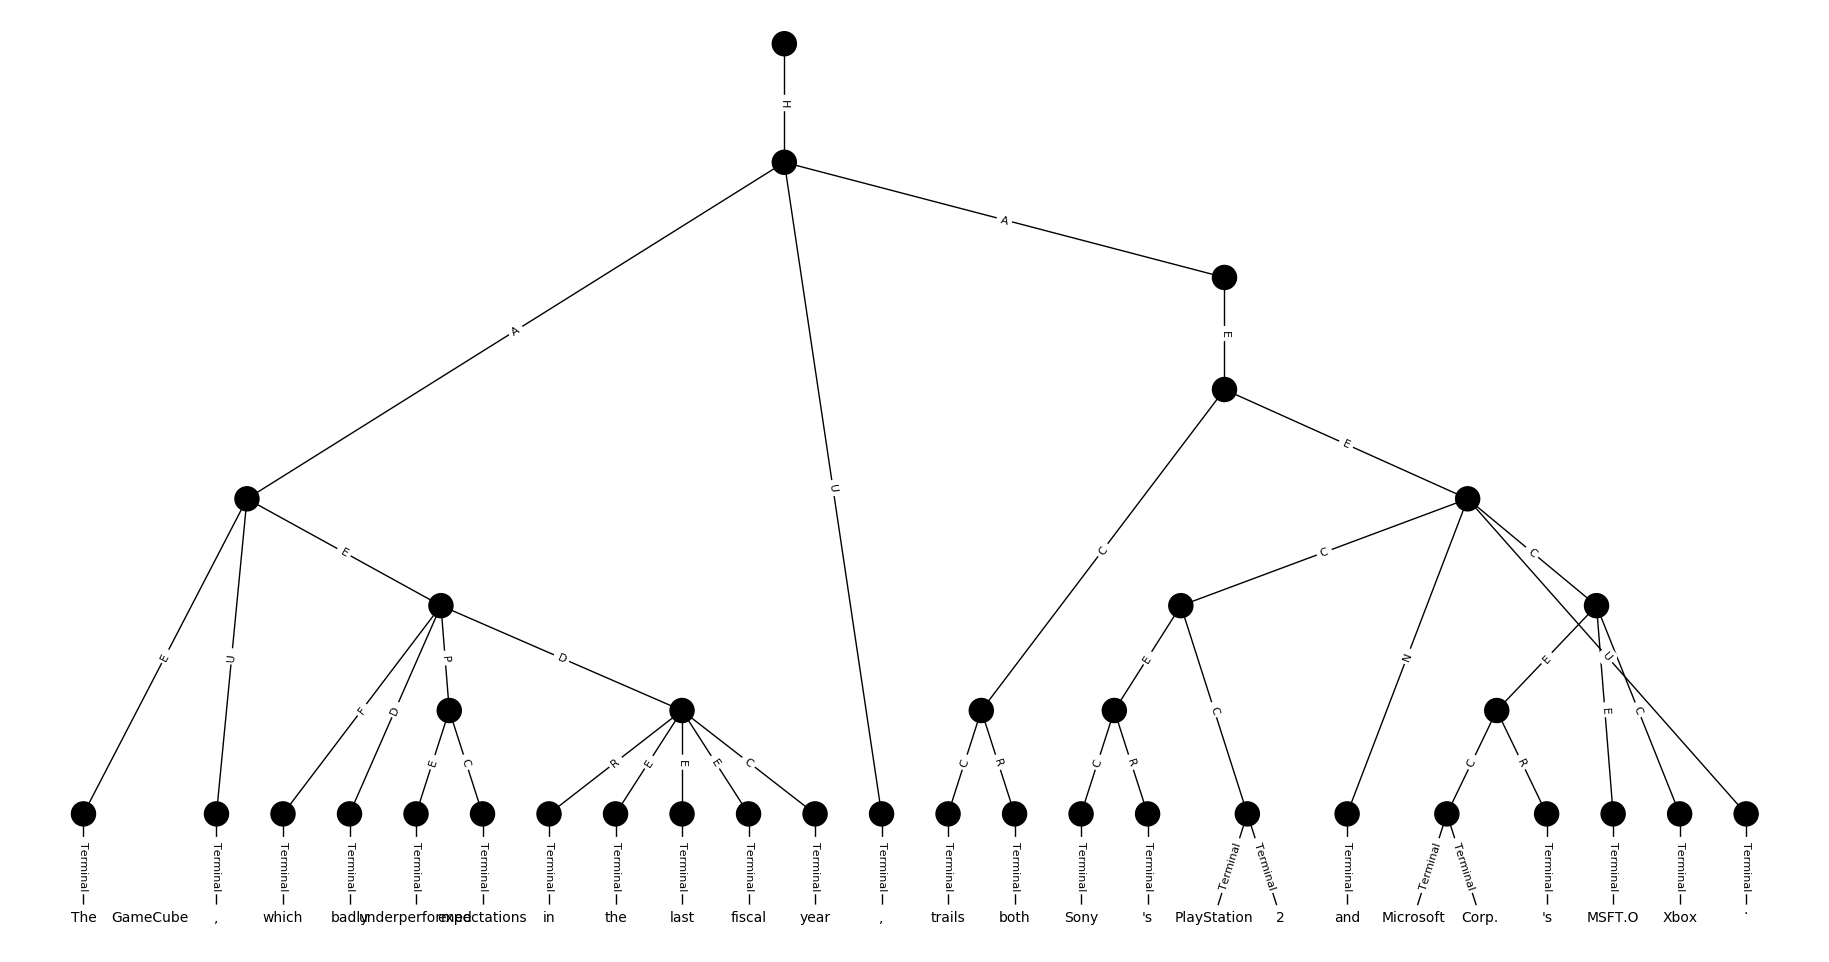 H
A
A
E
E
U
E
C
C
C
E
E
U
P
D
E
N
E
U
F
D
C
E
C
E
C
R
E
E
E
C
C
R
C
R
C
R
Terminal Terminal Terminal Terminal Terminal Terminal Terminal Terminal Terminal Terminal Terminal Terminal Terminal Terminal Terminal Terminal Terminal Terminal Terminal Terminal Terminal Terminal Terminal Terminal Terminal
The GameCube , which badly underperformed expectations in the last fiscal year , trails both Sony 's PlayStation 2 and Microsoft Corp. 's MSFT.O Xbox .